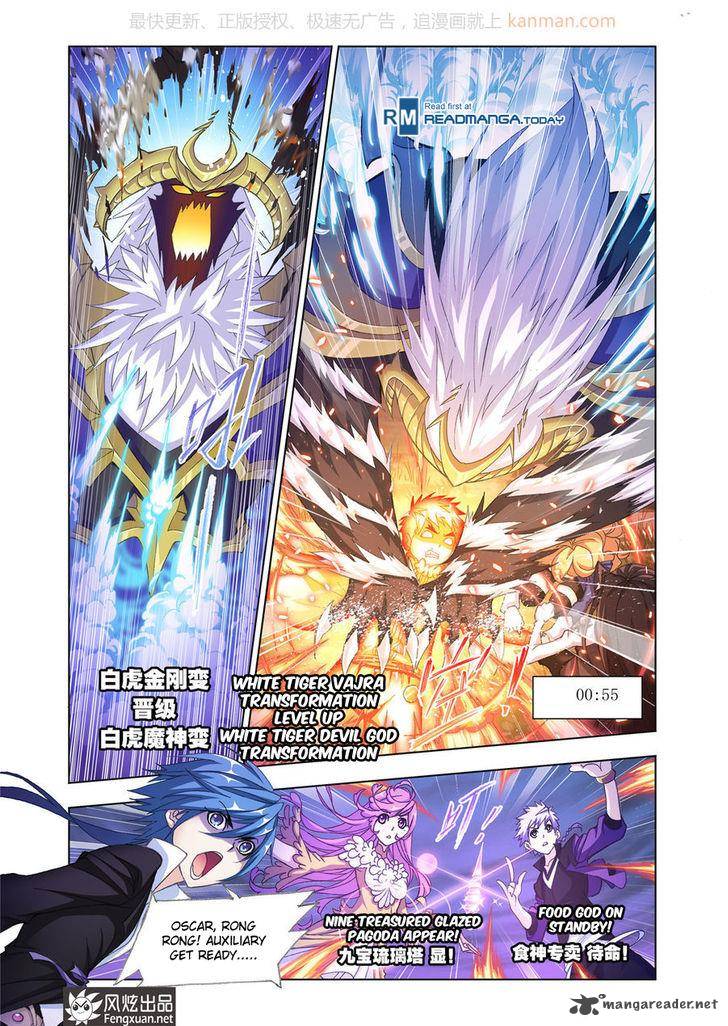 最快更新、正版授权、极速无广告,追漫画就上 kanman.com
Read first at
RM READMANGA.TODAY
吼
吼
白虎金刚变
晋级
白虎魔神变
WHITE TIGER VAJRA
TRANSFORMATION
LEVEL UP
WHITE TIGER DEVIL GOD
TRANSFORMATION
00:55
OSCAR, RONG
RONG! AUXILIARY
GET READY.....
叮!
NINE TREASURED GLAZED
PAGODA APPEAR!
九宝琉璃塔 显!
FOOD GOD ON
STANDBY!
食神专卖 待命!
风炫出品
Fengxuan.net
mangareader.net